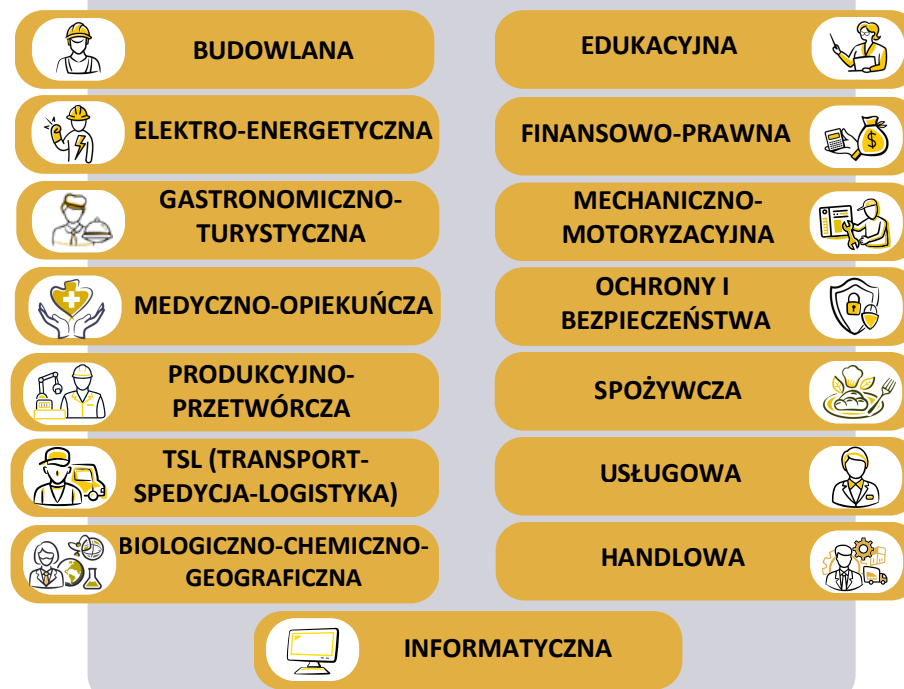 BUDOWLANA
ELEKTRO-ENERGETYCZNA
GASTRONOMICZNO-
TURYSTYCZNA
MEDYCZNO-OPIEKUŃCZA
PRODUKCYJNO-
PRZETWÓRCZA
TSL (TRANSPORT-
SPEDYCJA-LOGISTYKA)
BIOLOGICZNO-CHEMICZNO-
GEOGRAFICZNA
EDUKACYJNA
FINANSOWO-PRAWNA
MECHANICZNO-
MOTORYZACYJNA
OCHRONY I
BEZPIECZEŃSTWA
SPOŻYWCZA
USŁUGOWA
HANDLOWA
INFORMATYCZNA